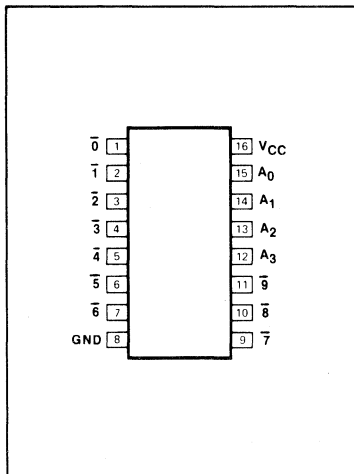 0̅ 1 16 VCC
1̅ 2 15 A0
2̅ 3 14 A1
3̅ 4 13 A2
4̅ 5 12 A3
5̅ 6 11 9̅
6̅ 7 10 8̅
GND 8 9 7̅